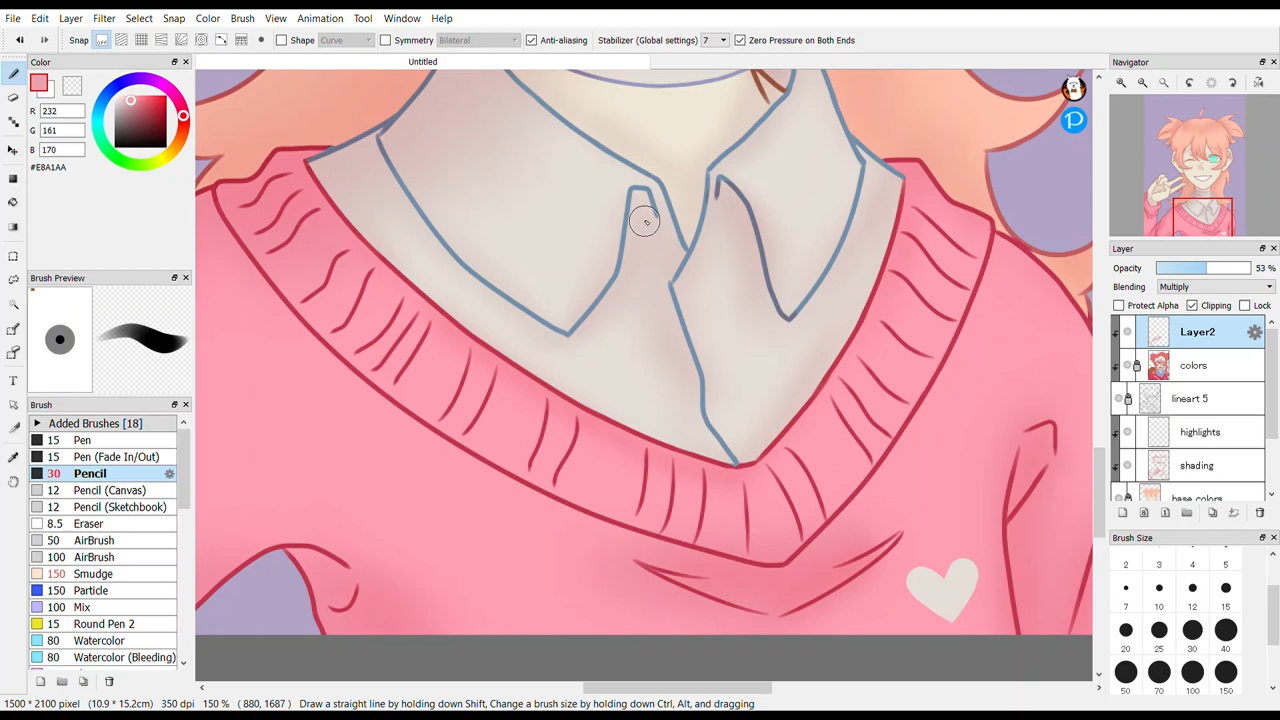 File Edit Layer Filter Select Snap Color Brush View Animation Tool Window Help
Snap off Shape Curve Symmetry Bilateral Anti-aliasing Stabilizer (Global settings) 7 Zero Pressure on Both Ends
Color
Untitled
Navigator
R 232
G 161
B 170
#E8A1AA
Layer
Opacity 53 %
Blending Multiply
Protect Alpha Clipping Lock
Layer2
colors
lineart 5
highlights
shading
base colors
Brush Preview
Brush
Added Brushes [18]
15 Pen
15 Pen (Fade In/Out)
30 Pencil
12 Pencil (Canvas)
12 Pencil (Sketchbook)
8.5 Eraser
50 AirBrush
100 AirBrush
150 Smudge
150 Particle
100 Mix
15 Round Pen 2
80 Watercolor
80 Watercolor (Bleeding)
Brush Size
2 3 4 5
7 10 12 15
20 25 30 40
50 70 100 150
1500 * 2100 pixel (10.9 * 15.2cm) 350 dpi 150 % (880, 1687) Draw a straight line by holding down Shift, Change a brush size by holding down Ctrl, Alt, and dragging